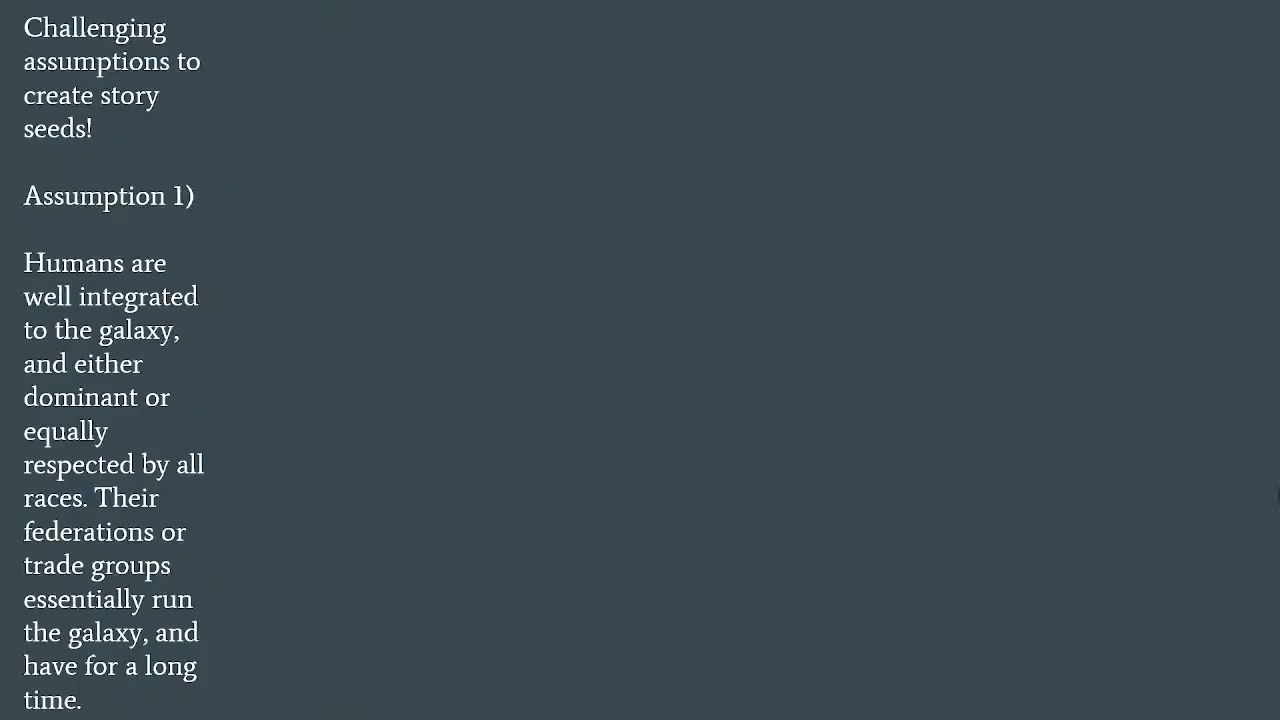 Challenging
assumptions to
create story
seeds!
Assumption 1)
Humans are
well integrated
to the galaxy,
and either
dominant or
equally
respected by all
races. Their
federations or
trade groups
essentially run
the galaxy, and
have for a long
time.